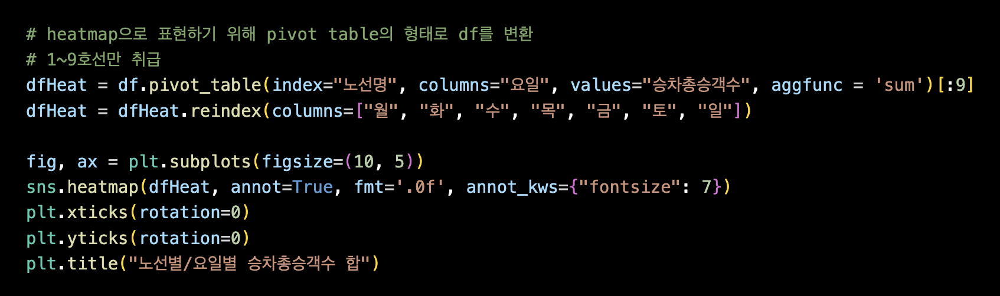 # heatmap으로 표현하기 위해 pivot table의 형태로 df를 변환
# 1~9호선만 취급
dfHeat = df.pivot_table(index="노선명", columns="요일", values="승차총승객수", aggfunc = 'sum')[:9]
dfHeat = dfHeat.reindex(columns=["월", "화", "수", "목", "금", "토", "일"])
fig, ax = plt.subplots(figsize=(10, 5))
sns.heatmap(dfHeat, annot=True, fmt='.0f', annot_kws={"fontsize": 7})
plt.xticks(rotation=0)
plt.yticks(rotation=0)
plt.title("노선별/요일별 승차총승객수 합")